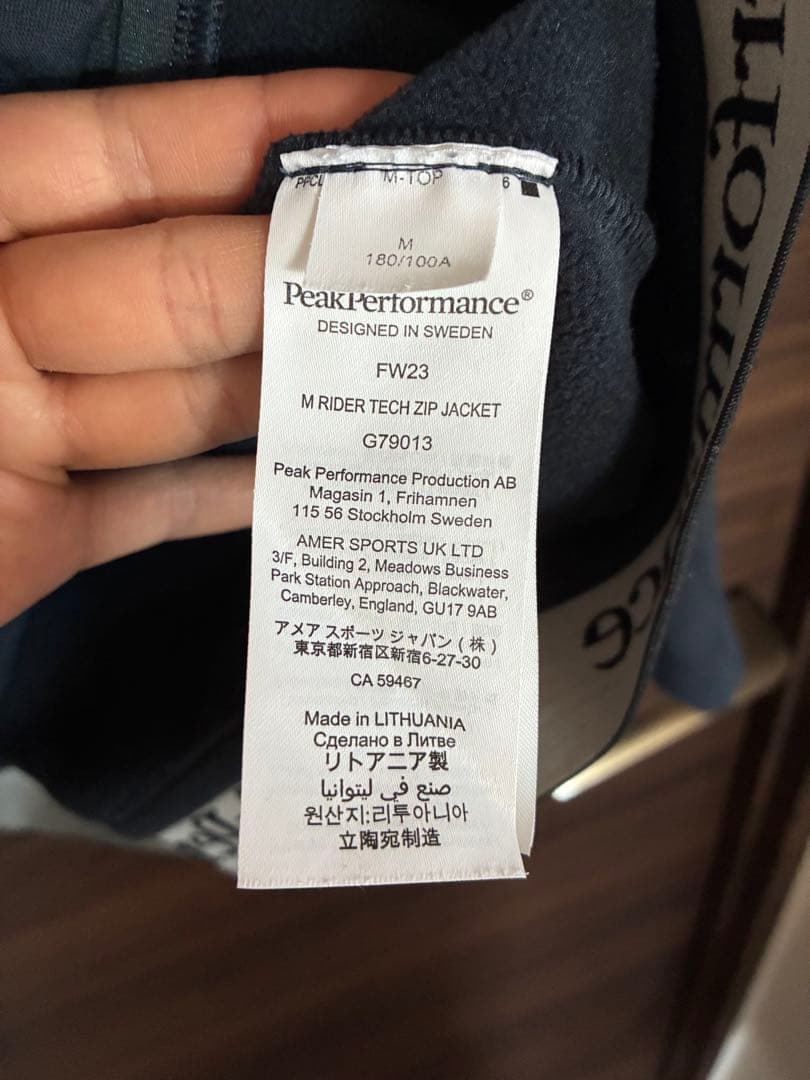 M-TOP
6
M
180/100A
PeakPerformance®
DESIGNED IN SWEDEN
FW23
M RIDER TECH ZIP JACKET
G79013
Peak Performance Production AB
Magasin 1, Frihamnen
115 56 Stockholm Sweden
AMER SPORTS UK LTD
3/F, Building 2, Meadows Business
Park Station Approach, Blackwater,
Camberley, England, GU17 9AB
アメア スポーツ ジャパン ( 株 )
東京都新宿区新宿6-27-30
CA 59467
Made in LITHUANIA
Сделано в Литве
リトアニア製
صنع في ليتوانيا
원산지:리투아니아
立陶宛制造